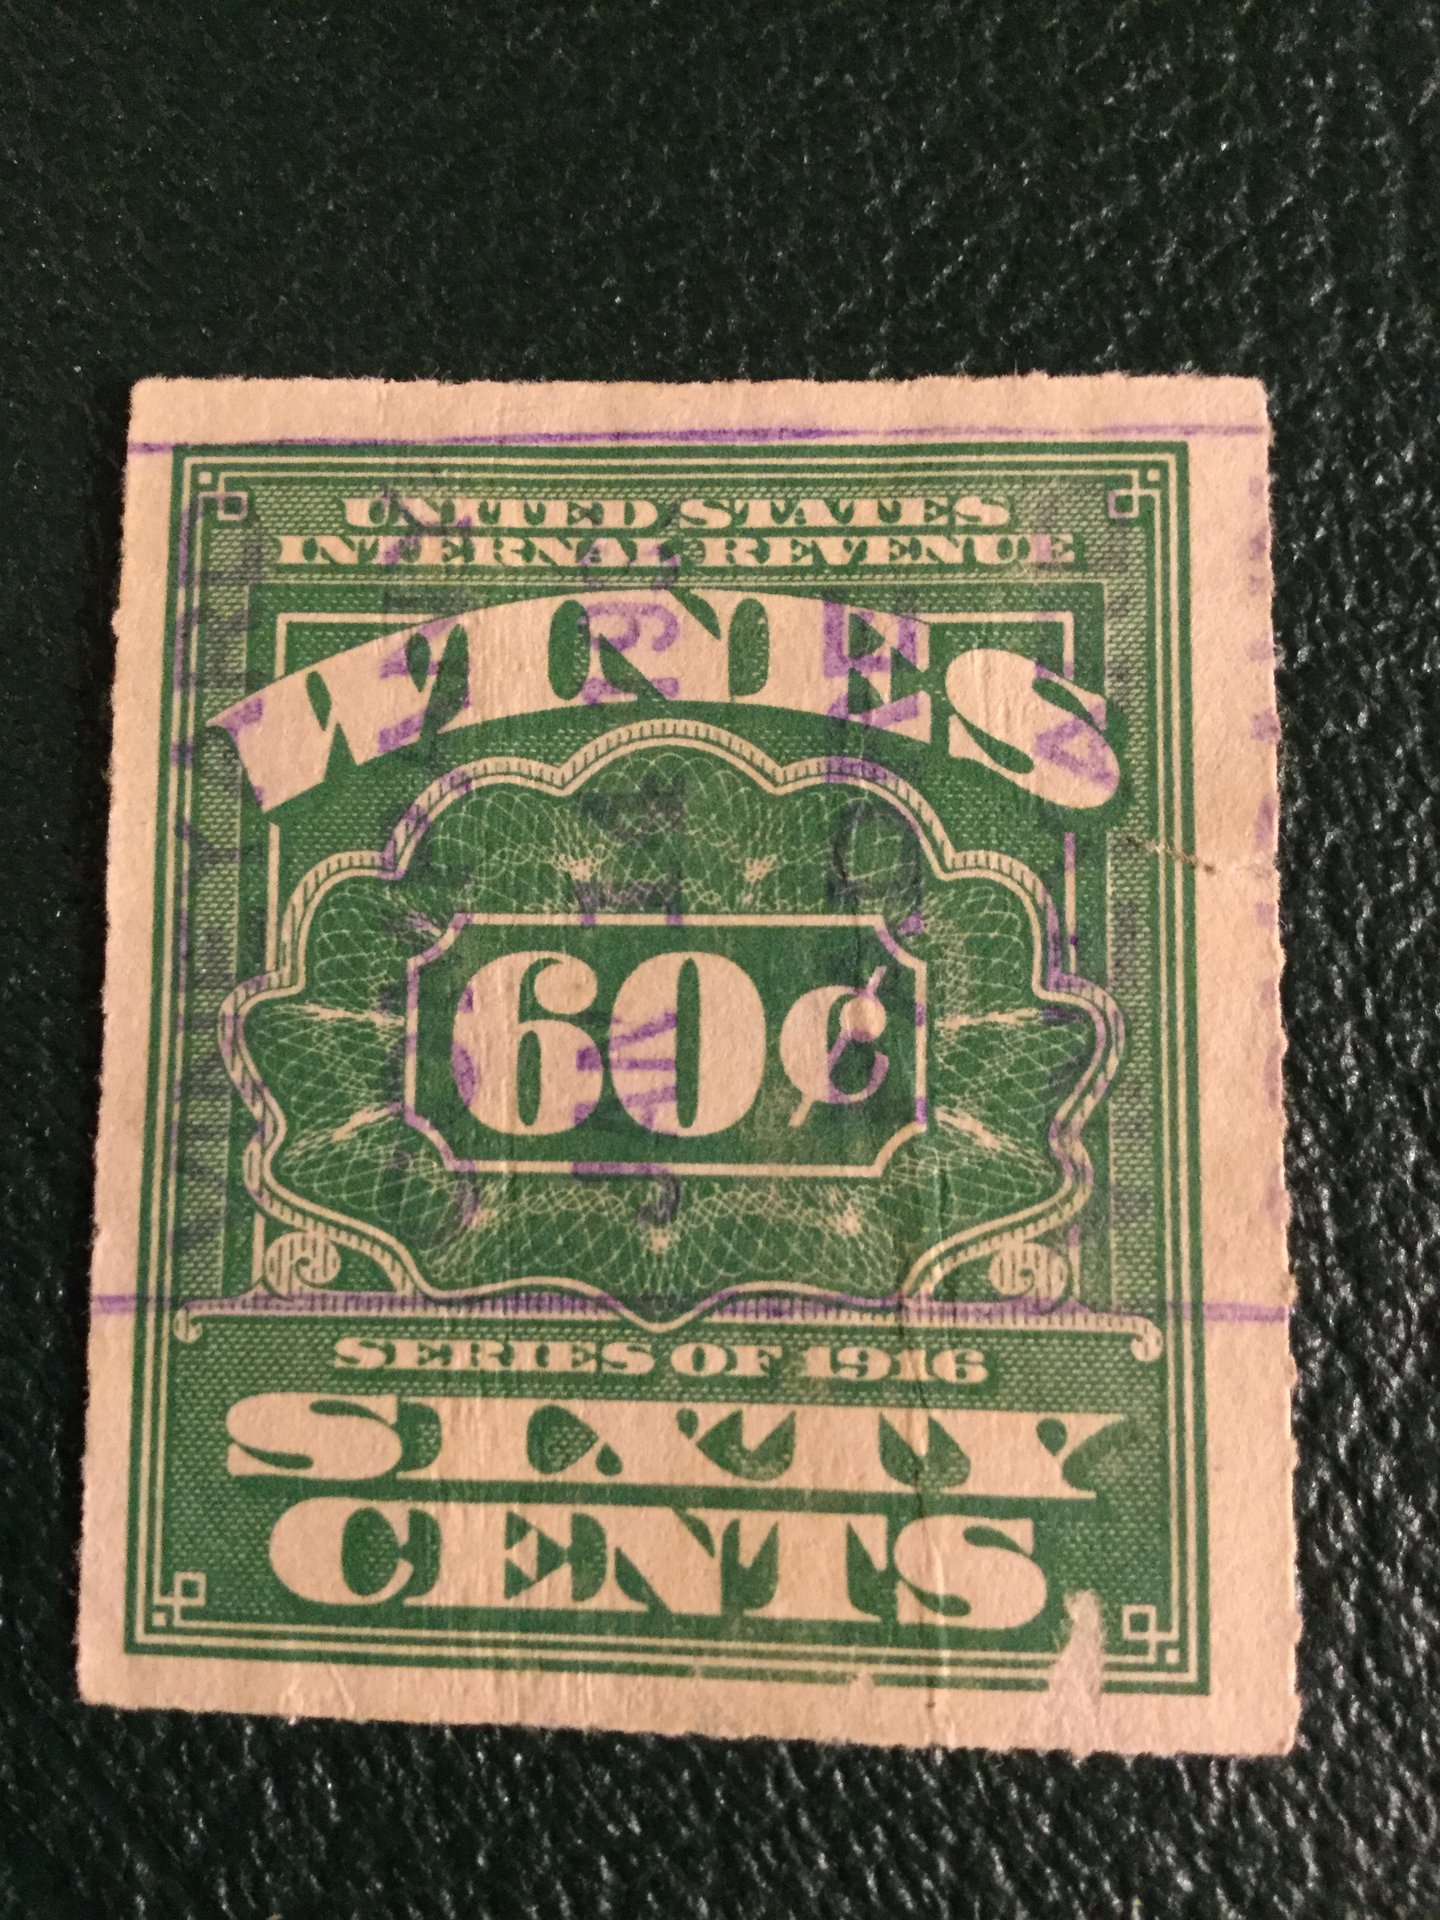 UNITED STATES
INTERNAL REVENUE
WINES
60¢
SERIES OF 1916
SIXTY
CENTS